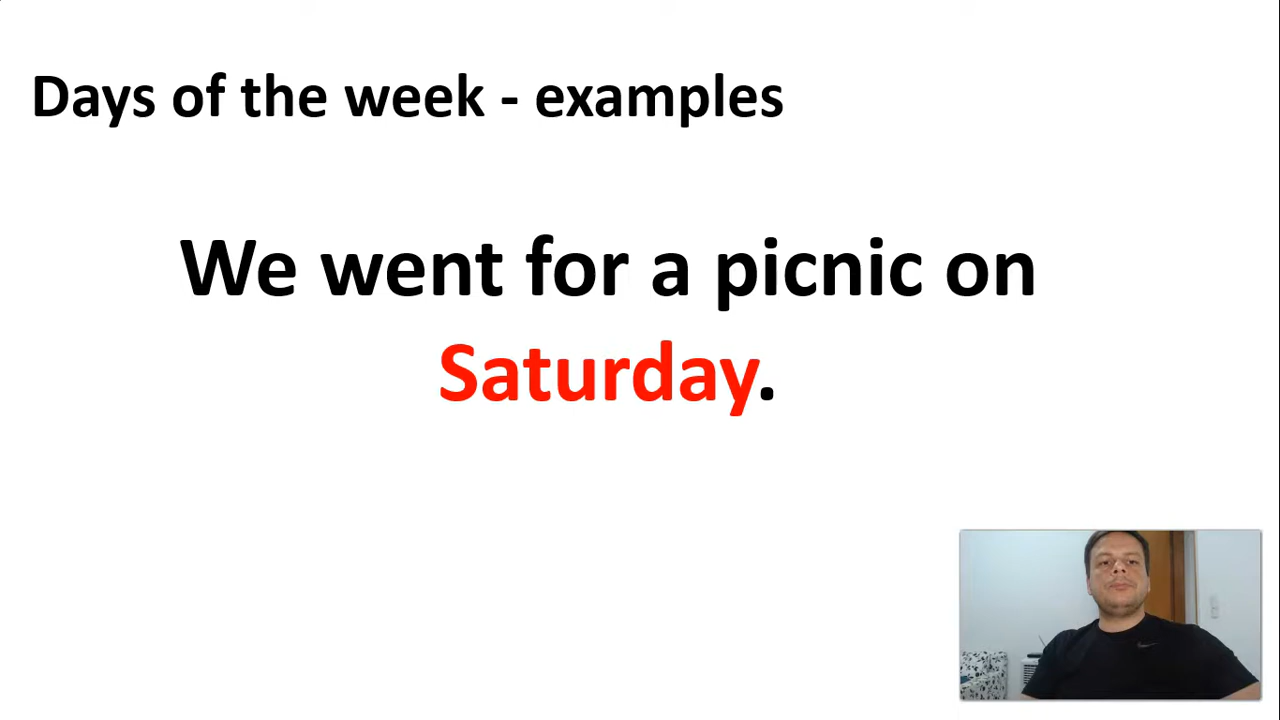 Days of the week - examples
We went for a picnic on
Saturday.